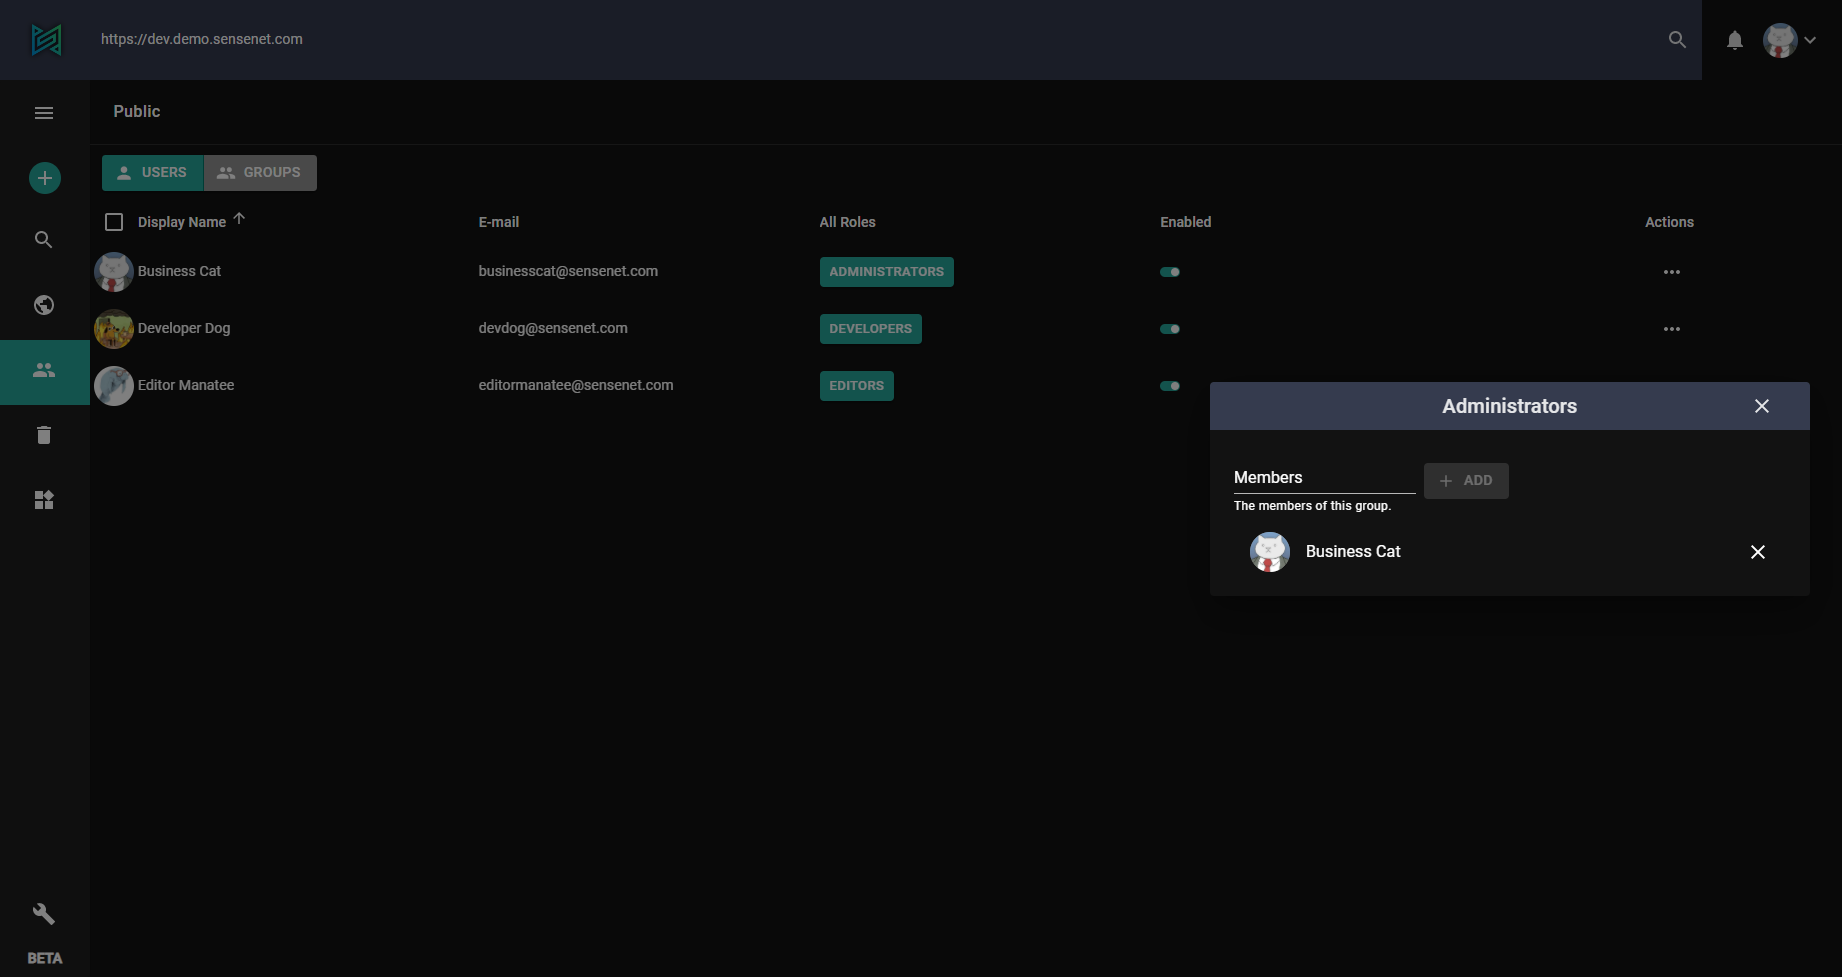 https://dev.demo.sensenet.com
Public
USERS GROUPS
Display Name E-mail All Roles Enabled Actions
Business Cat businesscat@sensenet.com ADMINISTRATORS
Developer Dog devdog@sensenet.com DEVELOPERS
Editor Manatee editormanatee@sensenet.com EDITORS
Administrators
Members
ADD
The members of this group.
Business Cat
BETA